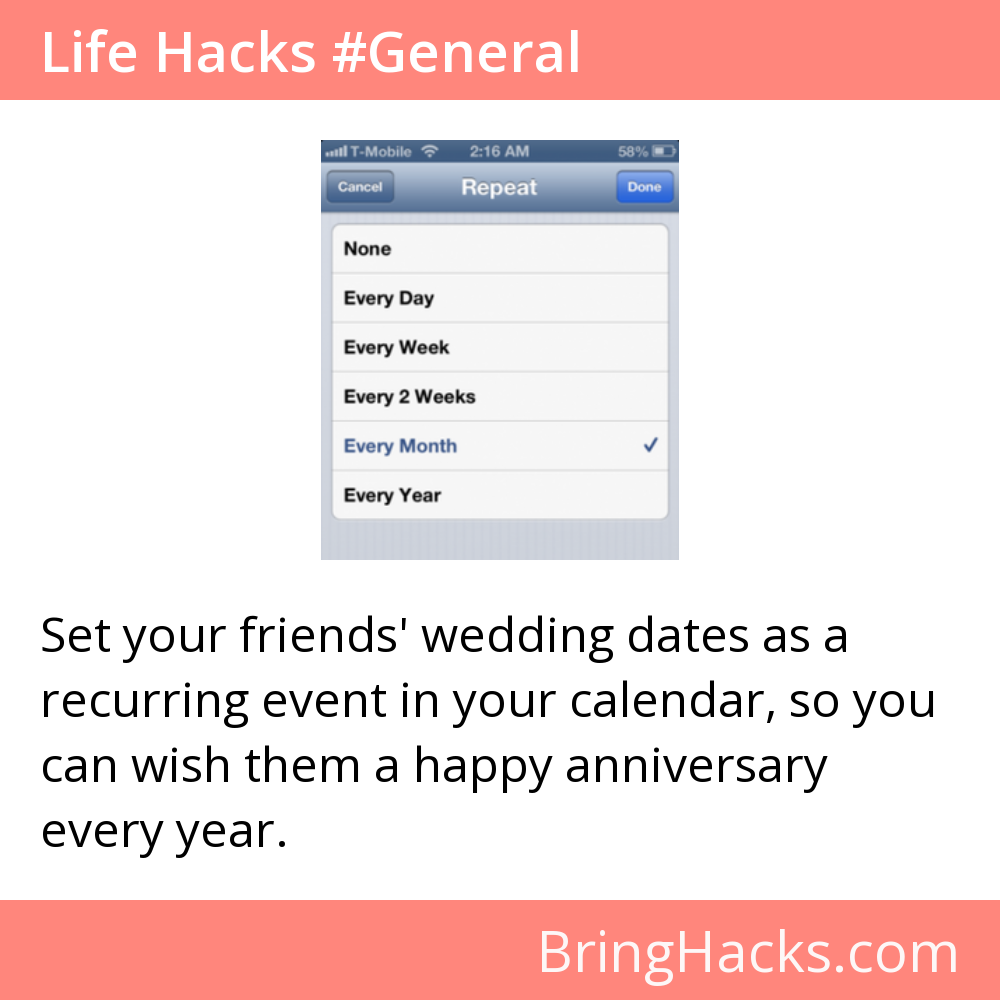 Life Hacks #General
T-Mobile 2:16 AM 58%
Cancel Repeat Done
None
Every Day
Every Week
Every 2 Weeks
Every Month
Every Year
Set your friends' wedding dates as a
recurring event in your calendar, so you
can wish them a happy anniversary
every year.
BringHacks.com